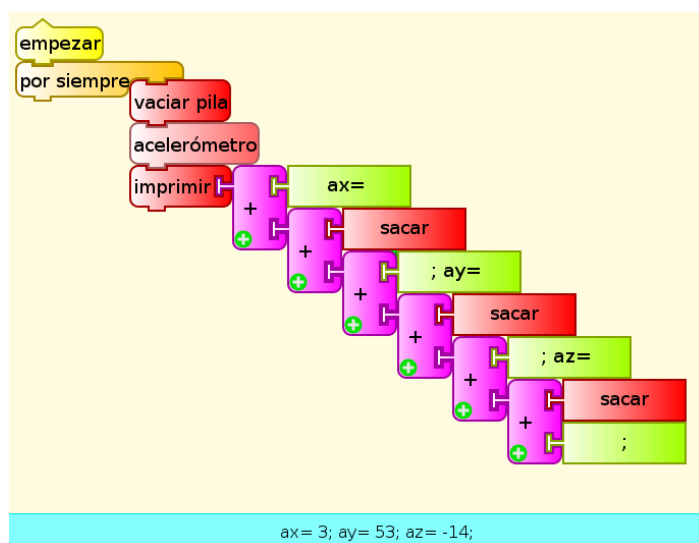 empezar
por siempre
vaciar pila
acelerómetro
imprimir
+
ax=
+
sacar
+
; ay=
+
sacar
+
; az=
+
sacar
;
ax= 3; ay= 53; az= -14;